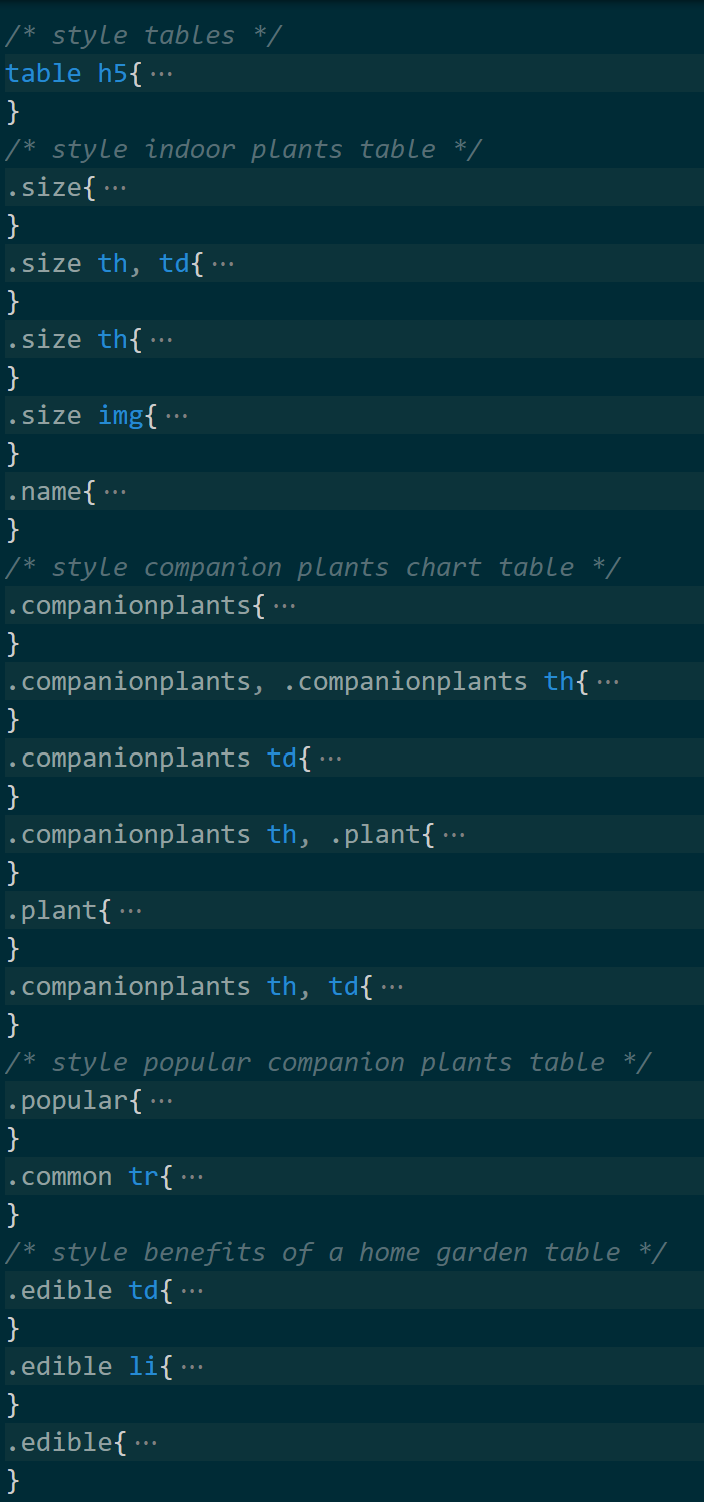 /* style tables */
table h5{ ···
}
/* style indoor plants table */
.size{ ···
}
.size th, td{ ···
}
.size th{ ···
}
.size img{ ···
}
.name{ ···
}
/* style companion plants chart table */
.companionplants{ ···
}
.companionplants, .companionplants th{ ···
}
.companionplants td{ ···
}
.companionplants th, .plant{ ···
}
.plant{ ···
}
.companionplants th, td{ ···
}
/* style popular companion plants table */
.popular{ ···
}
.common tr{ ···
}
/* style benefits of a home garden table */
.edible td{ ···
}
.edible li{ ···
}
.edible{ ···
}